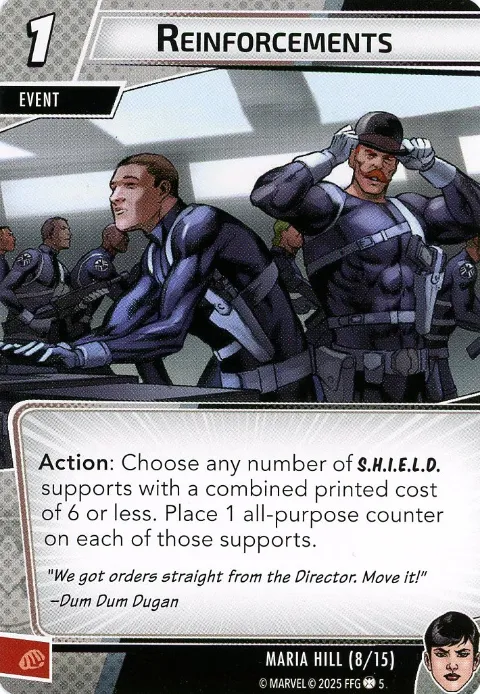 1
REINFORCEMENTS
EVENT
Action: Choose any number of S.H.I.E.L.D.
supports with a combined printed cost
of 6 or less. Place 1 all-purpose counter
on each of those supports.
"We got orders straight from the Director. Move it!"
–Dum Dum Dugan
MARIA HILL (8/15)
© MARVEL © 2025 FFG 5